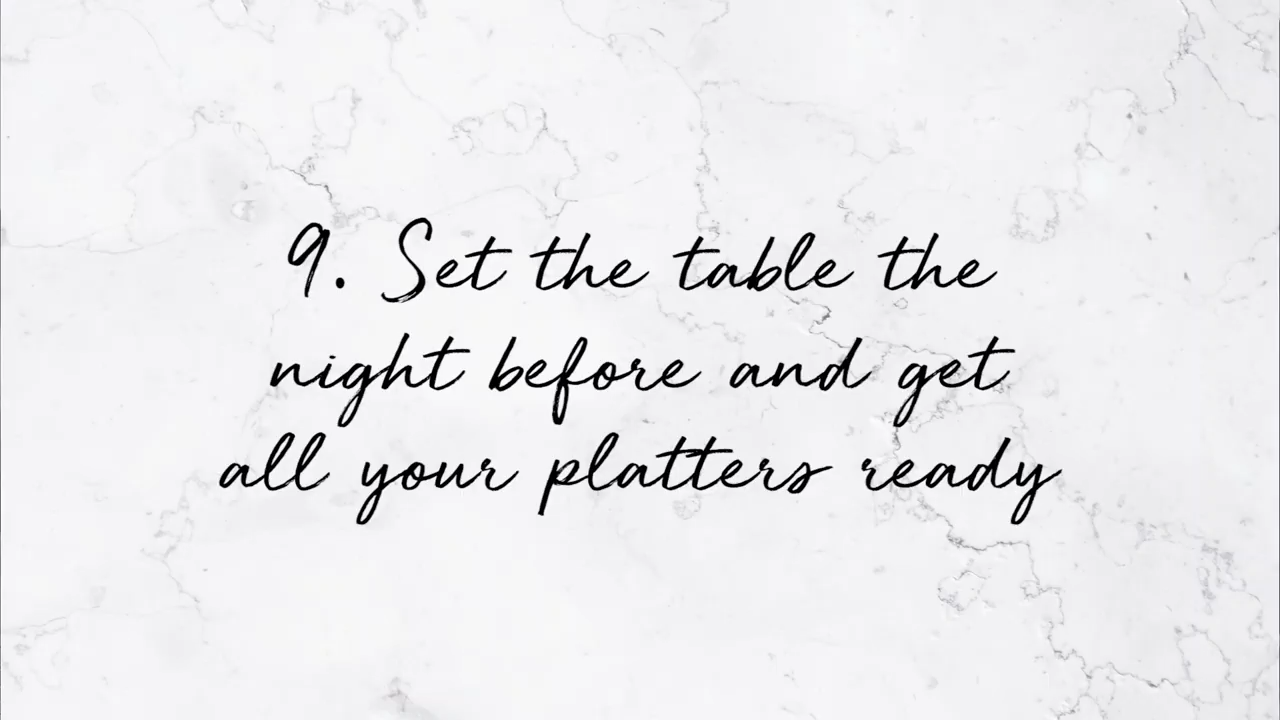 9. Set the table the
night before and get
all your platters ready